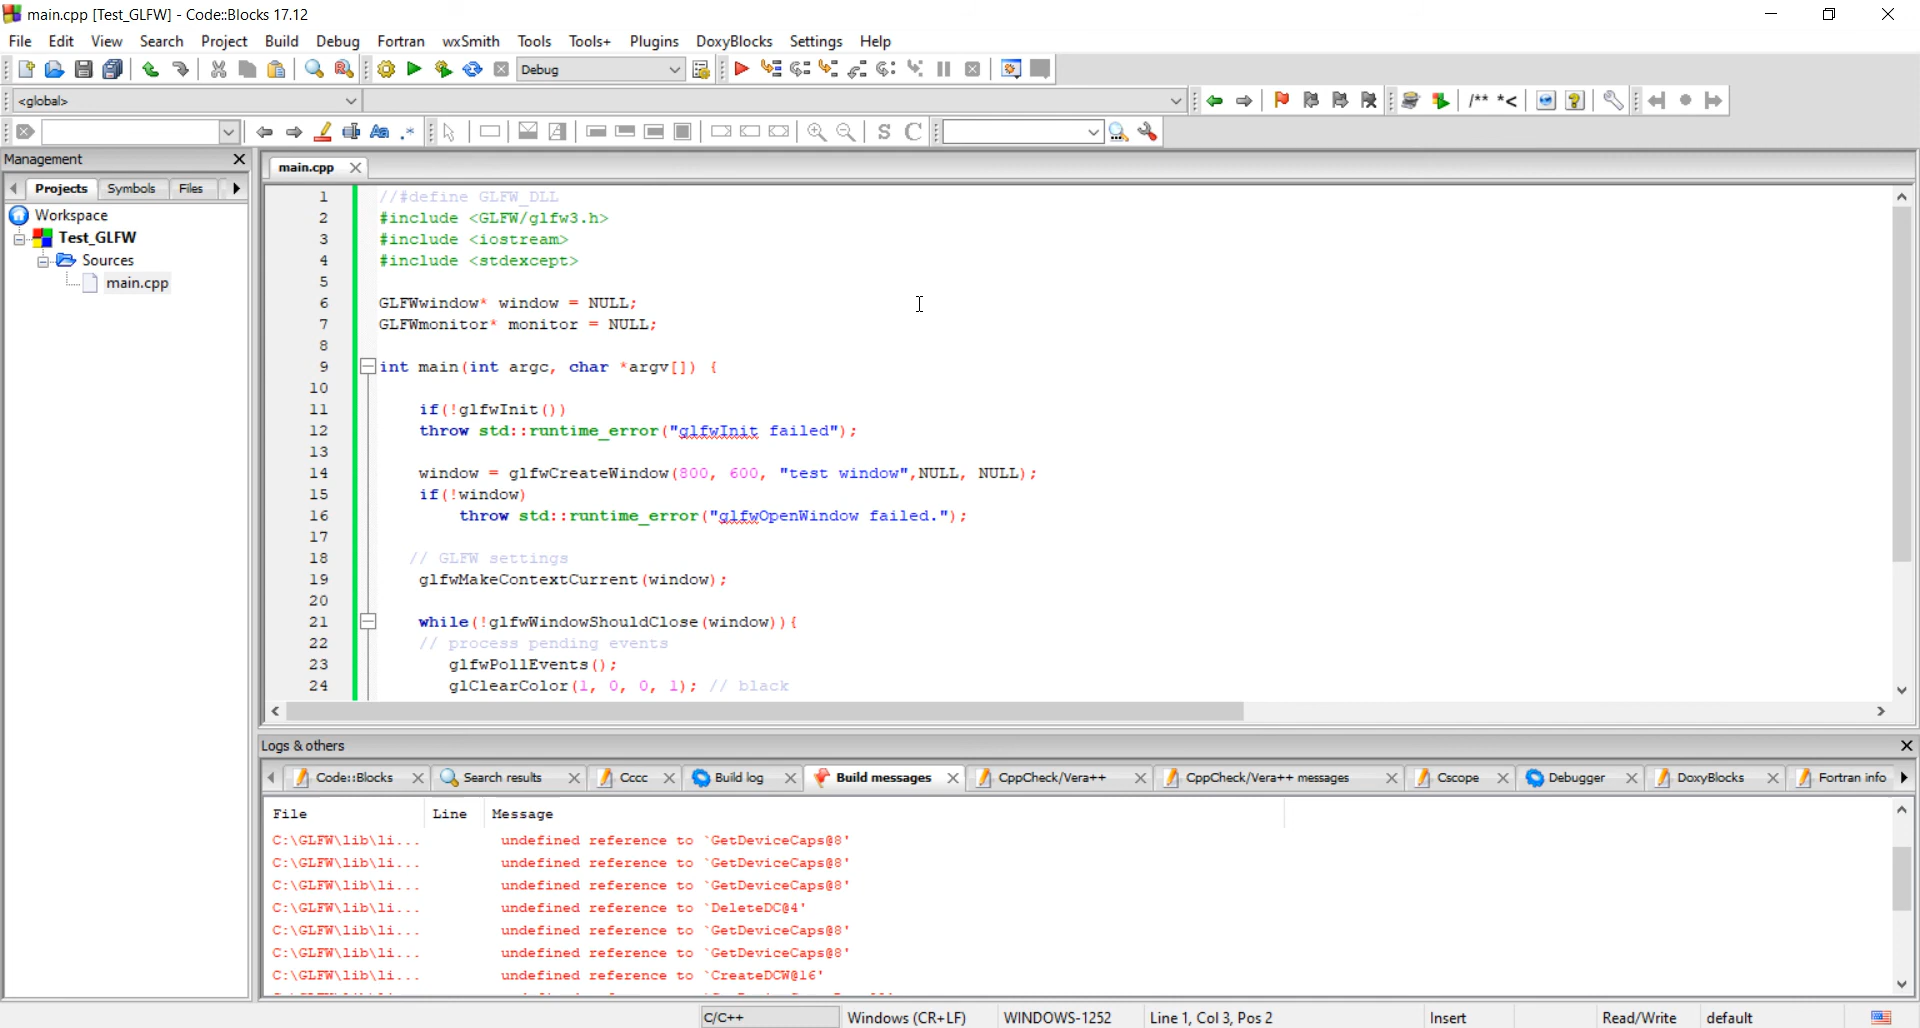 main.cpp [Test_GLFW] - Code::Blocks 17.12
File Edit View Search Project Build Debug Fortran wxSmith Tools Tools+ Plugins DoxyBlocks Settings Help
Debug
<global>
/** *<
Aa .*
S C
Management
main.cpp
Projects Symbols Files
Workspace
Test_GLFW
Sources
main.cpp
1 //#define GLFW_DLL
2 #include <GLFW/glfw3.h>
3 #include <iostream>
4 #include <stdexcept>
5
6 GLFWwindow* window = NULL;
7 GLFWmonitor* monitor = NULL;
8
9 int main(int argc, char *argv[]) {
10
11 if(!glfwInit())
12 throw std::runtime_error("glfwInit failed");
13
14 window = glfwCreateWindow(800, 600, "test window",NULL, NULL);
15 if(!window)
16 throw std::runtime_error("glfwOpenWindow failed.");
17
18 // GLFW settings
19 glfwMakeContextCurrent(window);
20
21 while(!glfwWindowShouldClose(window)){
22 // process pending events
23 glfwPollEvents();
24 glClearColor(1, 0, 0, 1); // black
Logs & others
Code::Blocks Search results Cccc Build log Build messages CppCheck/Vera++ CppCheck/Vera++ messages Cscope Debugger DoxyBlocks Fortran info
File Line Message
C:\GLFW\lib\li... undefined reference to `GetDeviceCaps@8'
C:\GLFW\lib\li... undefined reference to `GetDeviceCaps@8'
C:\GLFW\lib\li... undefined reference to `GetDeviceCaps@8'
C:\GLFW\lib\li... undefined reference to `DeleteDC@4'
C:\GLFW\lib\li... undefined reference to `GetDeviceCaps@8'
C:\GLFW\lib\li... undefined reference to `GetDeviceCaps@8'
C:\GLFW\lib\li... undefined reference to `CreateDCW@16'
C/C++ Windows (CR+LF) WINDOWS-1252 Line 1, Col 3, Pos 2 Insert Read/Write default